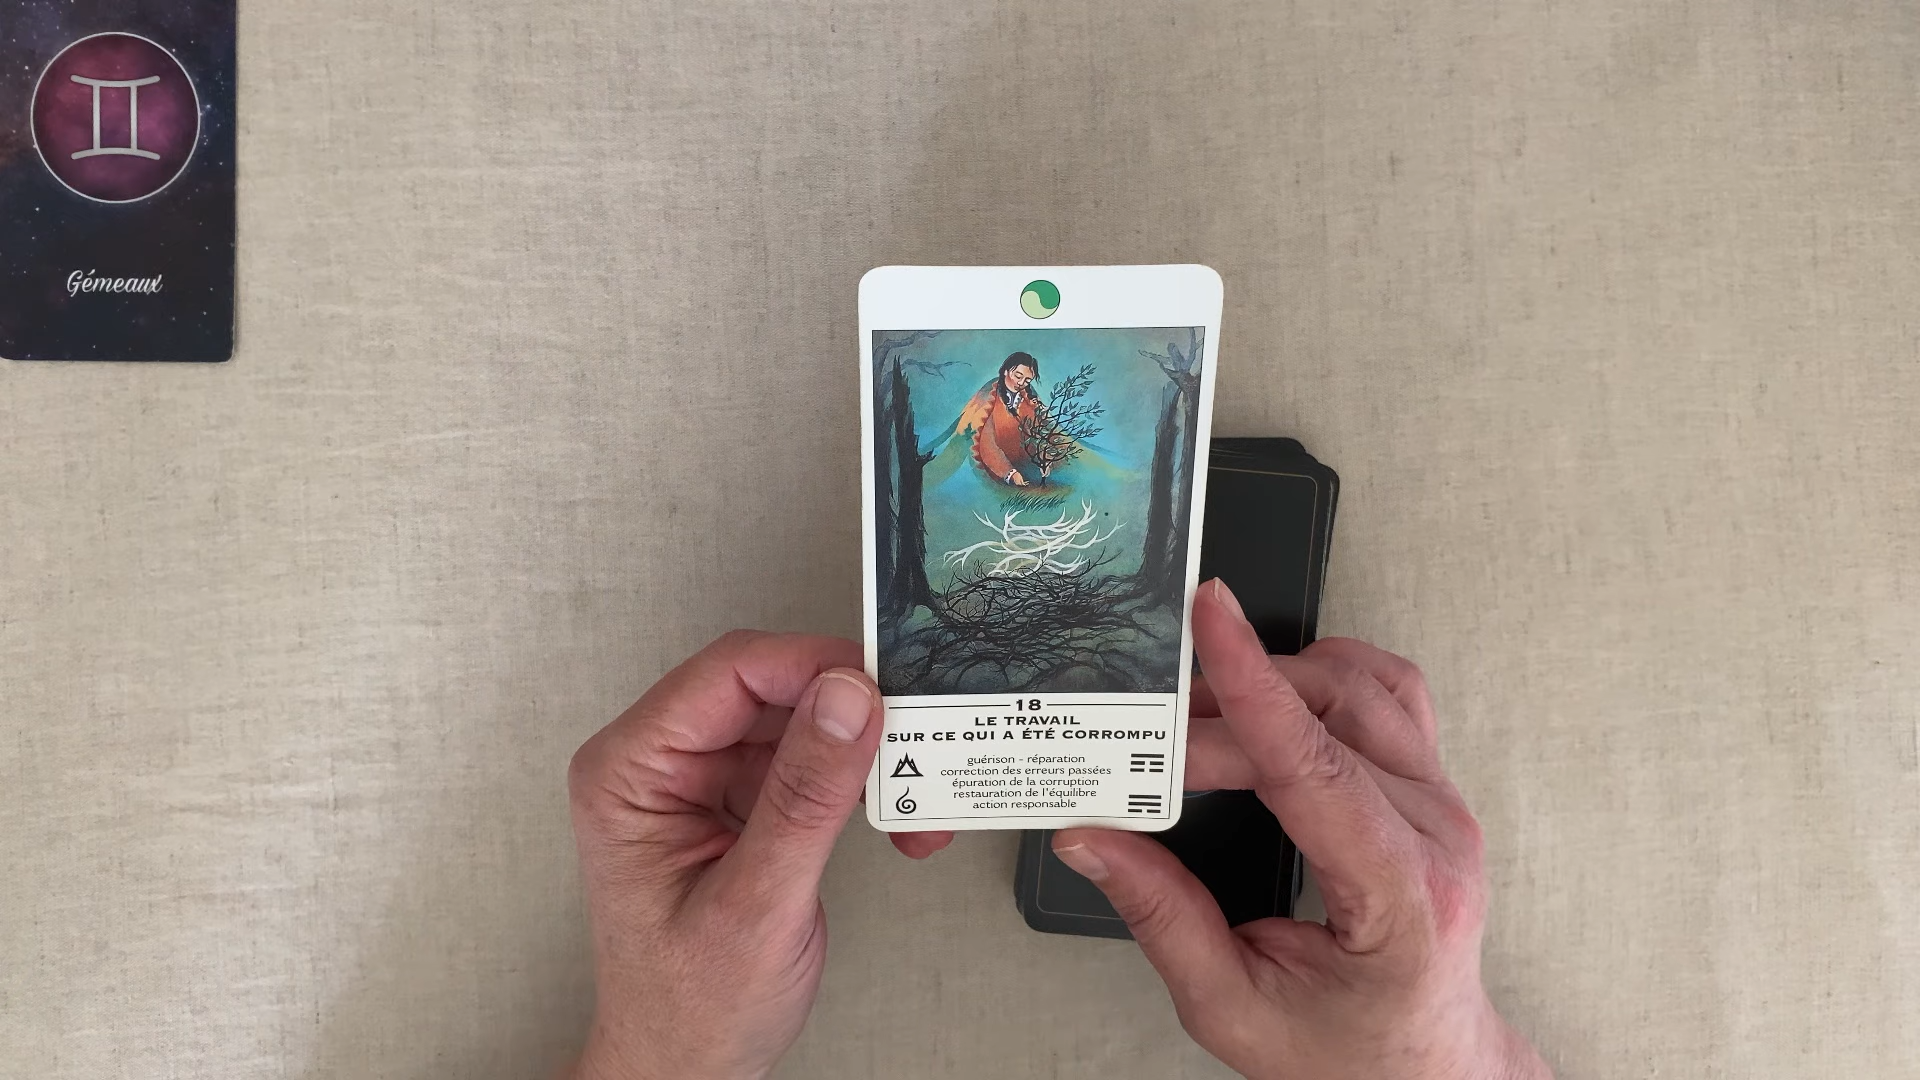 Gémeaux
18
LE TRAVAIL
SUR CE QUI A ÉTÉ CORROMPU
guérison - réparation
correction des erreurs passées
épuration de la corruption
restauration de l'équilibre
action responsable